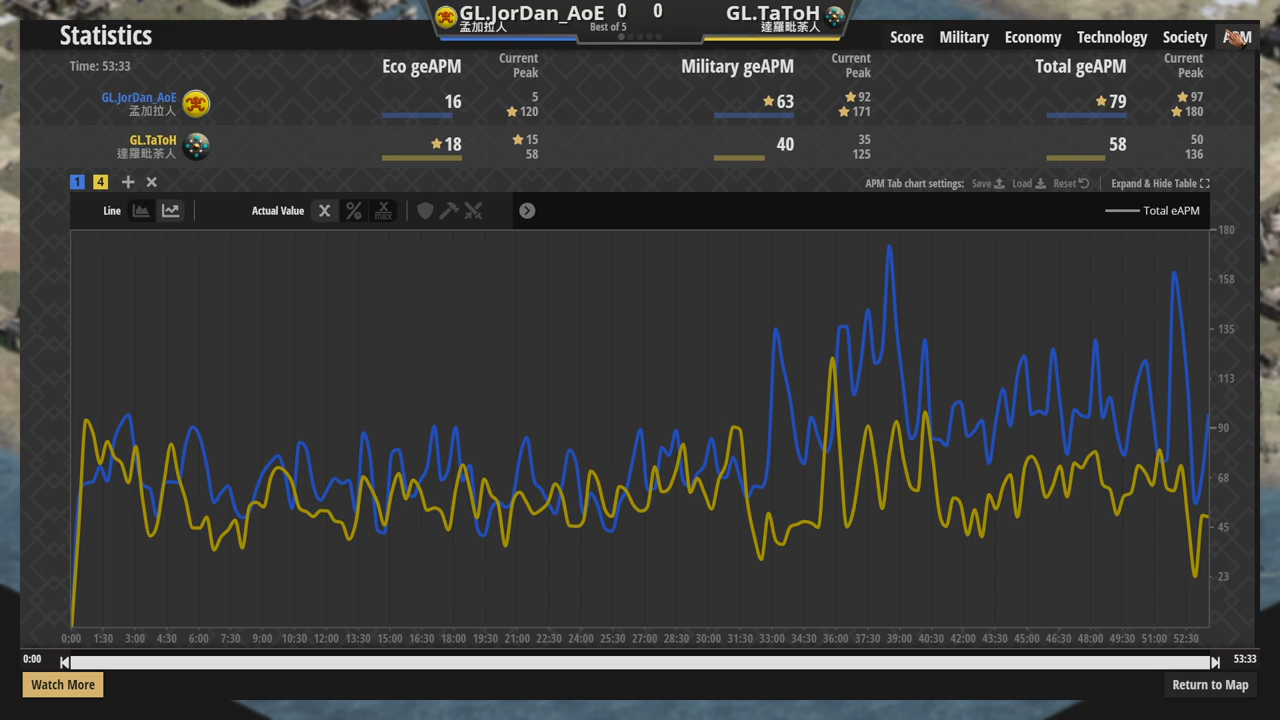 GL.JorDan_AoE 0 0 GL.TaToH
孟加拉人 Best of 5 達羅毗荼人
Statistics
Score Military Economy Technology Society APM
Time: 53:33
Eco geAPM Current Peak
Military geAPM Current Peak
Total geAPM Current Peak
GL.JorDan_AoE
孟加拉人
16 5 120
63 92 171
79 97 180
GL.TaToH
達羅毗荼人
18 15 58
40 35 125
58 50 136
1 4
APM Tab chart settings: Save Load Reset Expand & Hide Table
Line Actual Value X % X max
Total eAPM
180
158
135
113
90
68
45
23
0:00 1:30 3:00 4:30 6:00 7:30 9:00 10:30 12:00 13:30 15:00 16:30 18:00 19:30 21:00 22:30 24:00 25:30 27:00 28:30 30:00 31:30 33:00 34:30 36:00 37:30 39:00 40:30 42:00 43:30 45:00 46:30 48:00 49:30 51:00 52:30
0:00 53:33
Watch More Return to Map